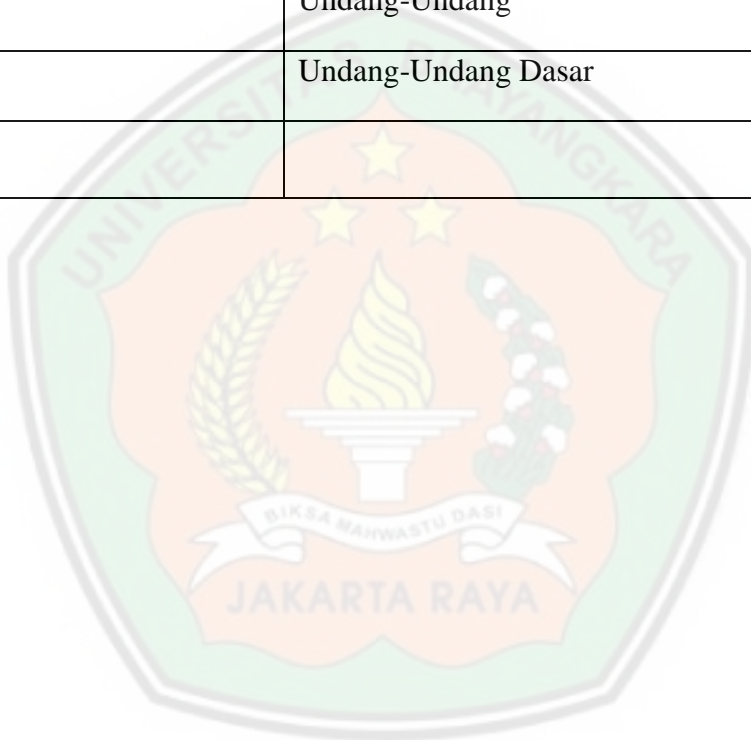 Undang-Undang
Undang-Undang Dasar
UNIVERSITAS BHAYANGKARA
BIKSA MAHWASTU DASI
JAKARTA RAYA